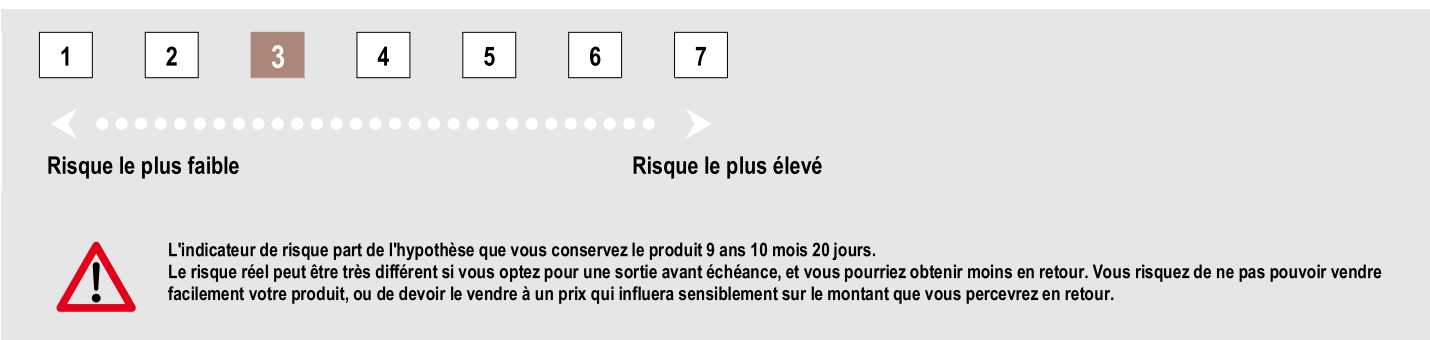 1 2 3 4 5 6 7
Risque le plus faible Risque le plus élevé
L'indicateur de risque part de l'hypothèse que vous conservez le produit 9 ans 10 mois 20 jours.
Le risque réel peut être très différent si vous optez pour une sortie avant échéance, et vous pourriez obtenir moins en retour. Vous risquez de ne pas pouvoir vendre
facilement votre produit, ou de devoir le vendre à un prix qui influera sensiblement sur le montant que vous percevrez en retour.